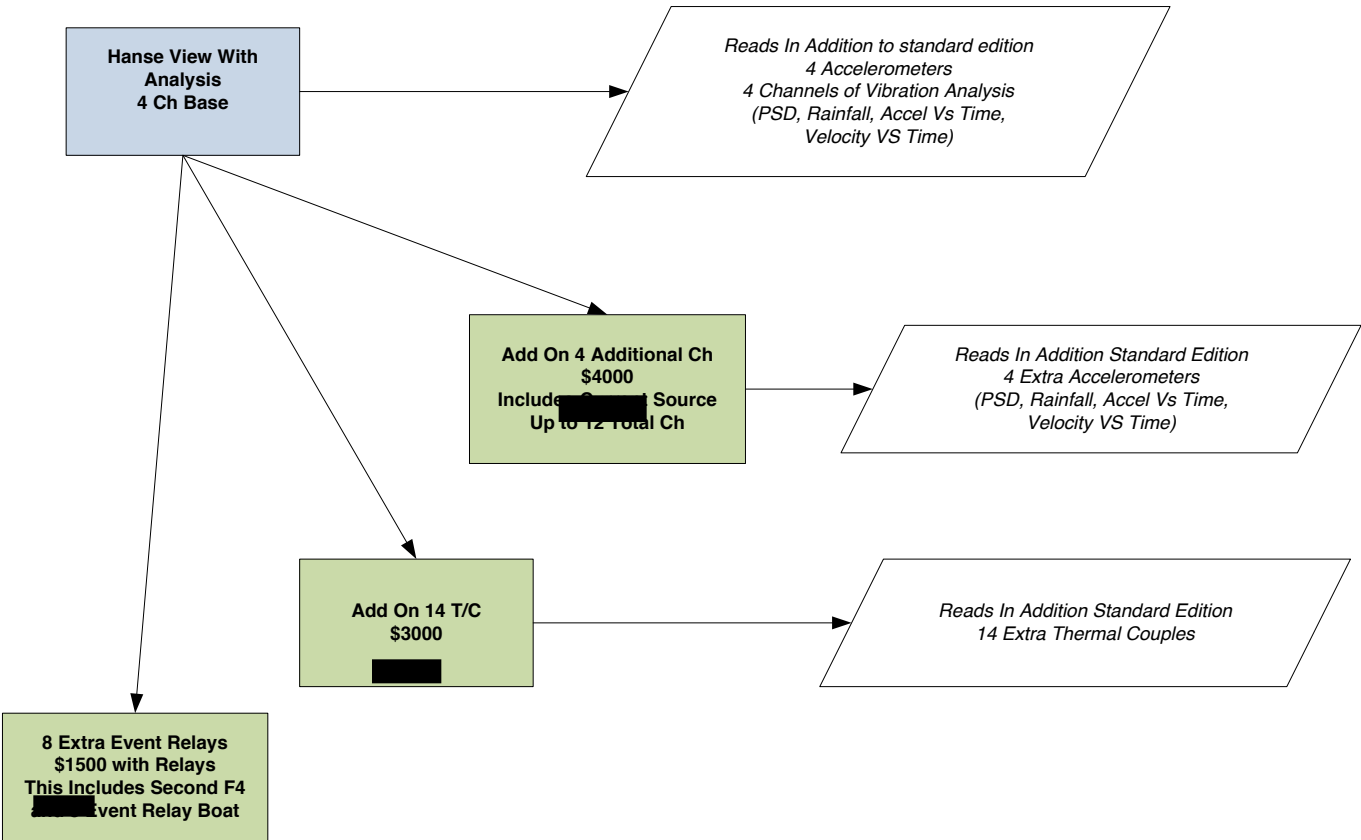 Hanse View With
Analysis
4 Ch Base
Reads In Addition to standard edition
4 Accelerometers
4 Channels of Vibration Analysis
(PSD, Rainfall, Accel Vs Time,
Velocity VS Time)
Add On 4 Additional Ch
$4000
Includes Source
Up to 12 Total Ch
Reads In Addition Standard Edition
4 Extra Accelerometers
(PSD, Rainfall, Accel Vs Time,
Velocity VS Time)
Add On 14 T/C
$3000
Reads In Addition Standard Edition
14 Extra Thermal Couples
8 Extra Event Relays
$1500 with Relays
This Includes Second F4
Event Relay Boat